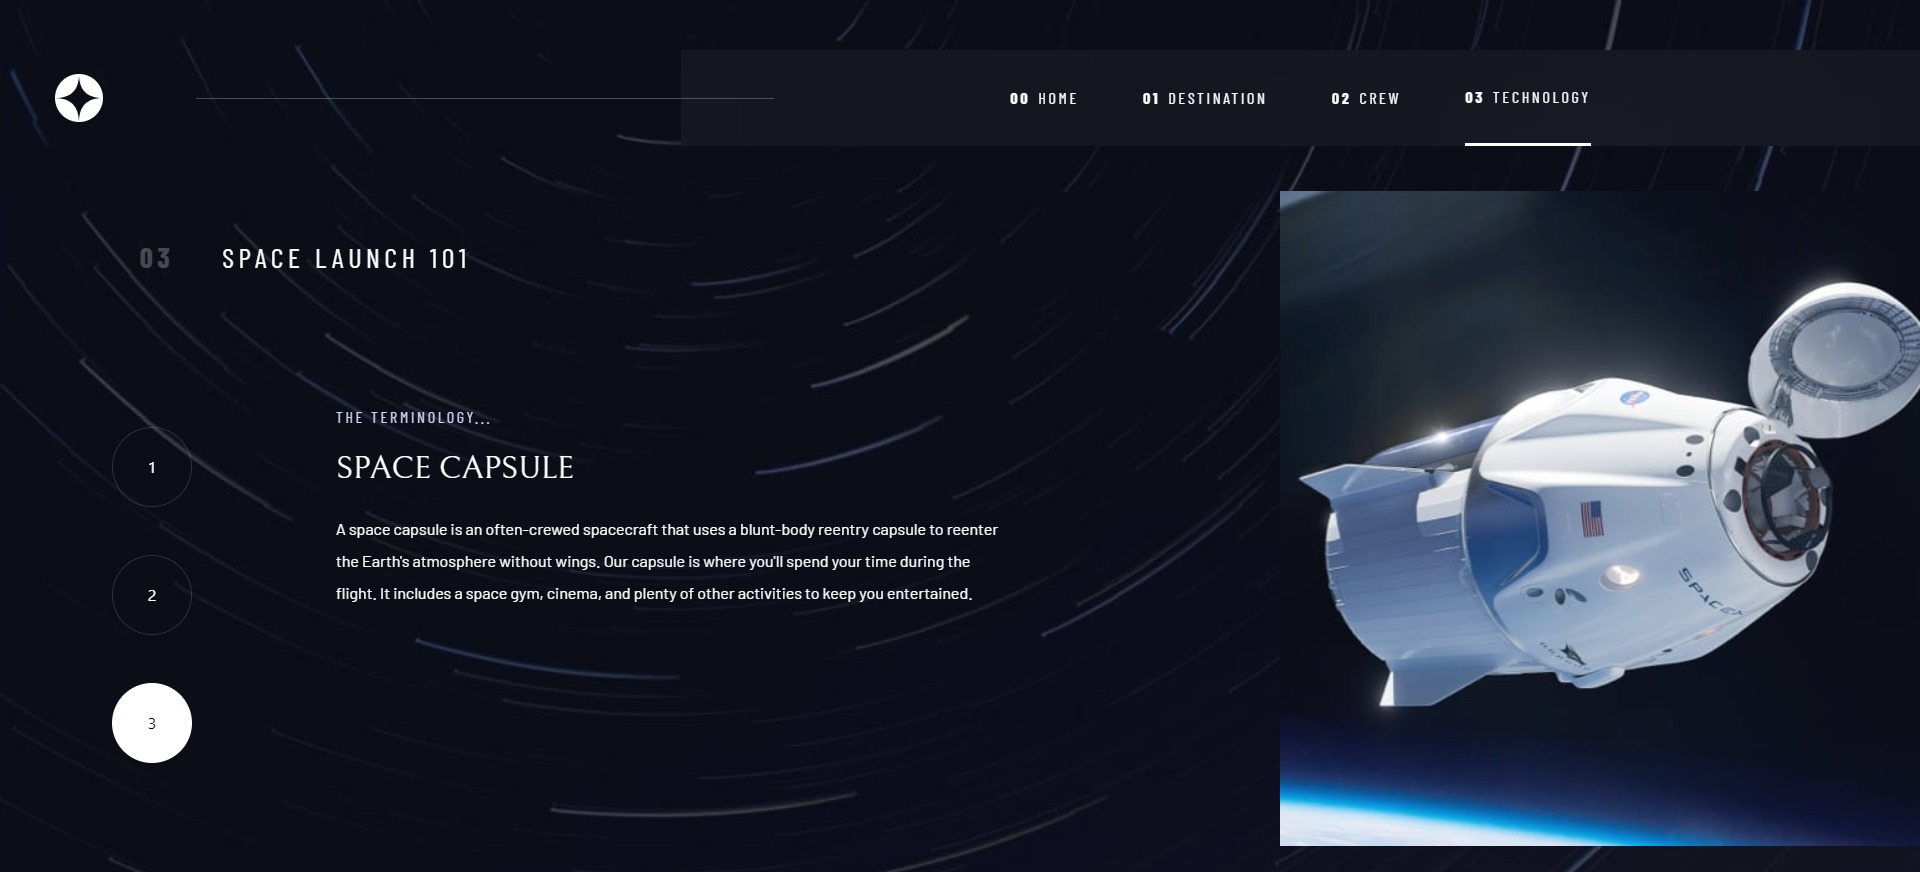 00 HOME 01 DESTINATION 02 CREW 03 TECHNOLOGY
03 SPACE LAUNCH 101
THE TERMINOLOGY...
SPACE CAPSULE
A space capsule is an often-crewed spacecraft that uses a blunt-body reentry capsule to reenter
the Earth's atmosphere without wings. Our capsule is where you'll spend your time during the
flight. It includes a space gym, cinema, and plenty of other activities to keep you entertained.
1
2
3
SPACEX